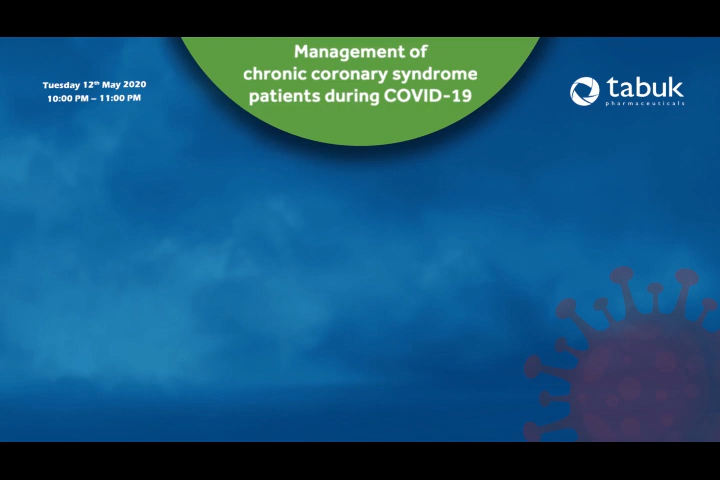 Management of
chronic coronary syndrome
patients during COVID-19
Tuesday 12th May 2020
10:00 PM – 11:00 PM
tabuk
pharmaceuticals